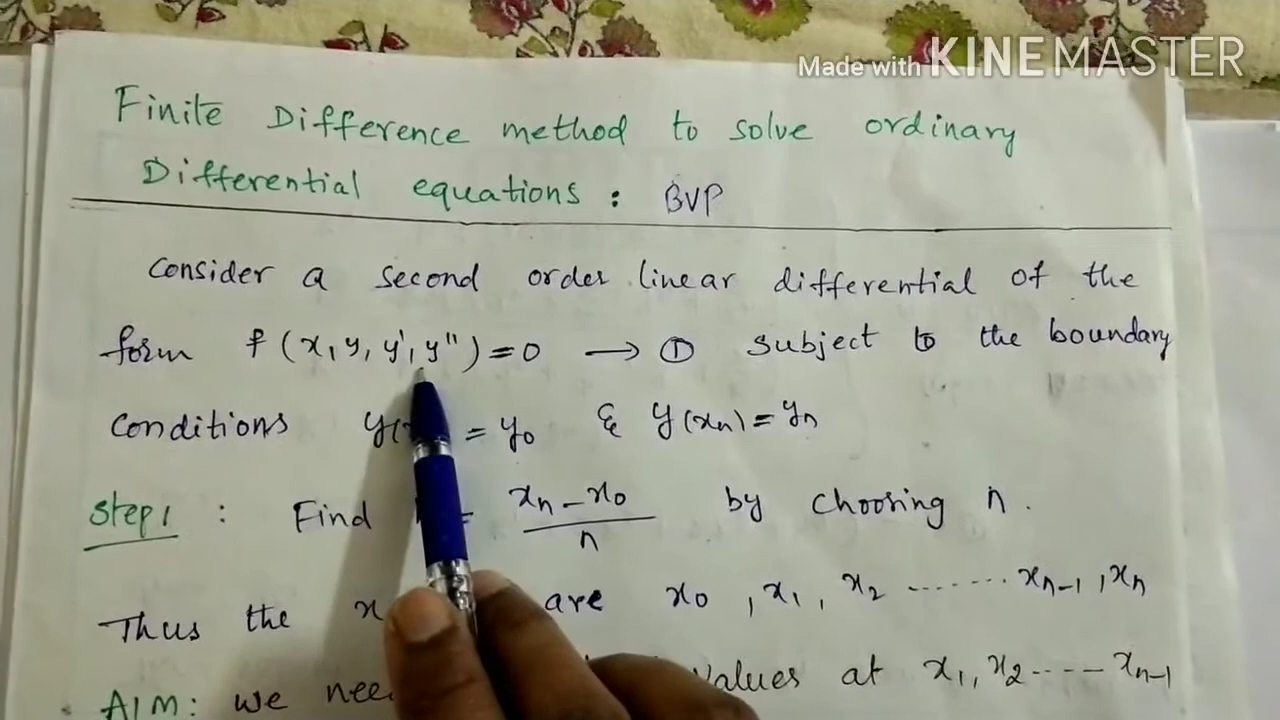 Made with KINEMASTER
Finite Difference method to solve ordinary
Differential equations : BVP
Consider a second order linear differential of the
form f(x, y, y', y'') = 0 → ① subject to the boundary
conditions = y₀ & y(xₙ) = yₙ
Step 1 : Find = (xₙ - x₀)/n by choosing n.
Thus the x are x₀, x₁, x₂ ....... xₙ₋₁, xₙ
AIM: we values at x₁, x₂ ---- xₙ₋₁